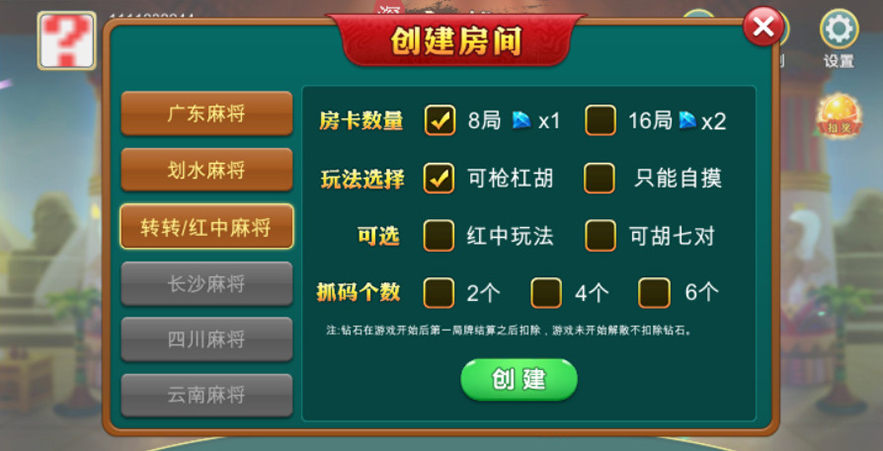 创建房间
设置
扣奖
广东麻将
划水麻将
转转/红中麻将
长沙麻将
四川麻将
云南麻将
房卡数量 8局 x1 16局 x2
玩法选择 可枪杠胡 只能自摸
可选 红中玩法 可胡七对
抓码个数 2个 4个 6个
注:钻石在游戏开始后第一局牌结算之后扣除，游戏未开始解散不扣除钻石。
创建